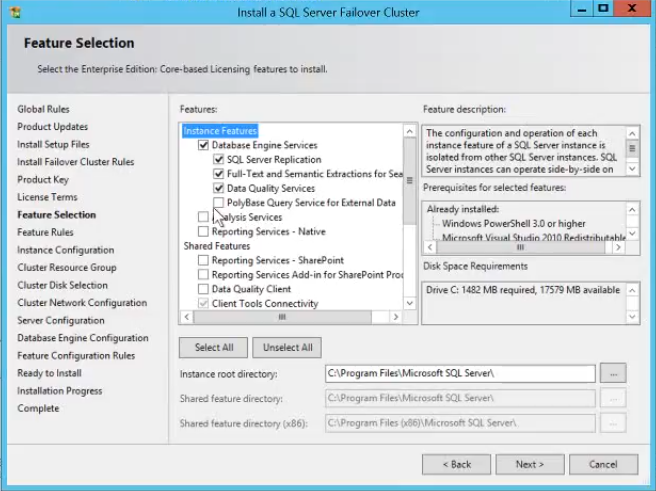 Install a SQL Server Failover Cluster
Feature Selection
Select the Enterprise Edition: Core-based Licensing features to install.
Global Rules
Product Updates
Install Setup Files
Install Failover Cluster Rules
Product Key
License Terms
Feature Selection
Feature Rules
Instance Configuration
Cluster Resource Group
Cluster Disk Selection
Cluster Network Configuration
Server Configuration
Database Engine Configuration
Feature Configuration Rules
Ready to Install
Installation Progress
Complete
Features:
Instance Features
Database Engine Services
SQL Server Replication
Full-Text and Semantic Extractions for Sea
Data Quality Services
PolyBase Query Service for External Data
Analysis Services
Reporting Services - Native
Shared Features
Reporting Services - SharePoint
Reporting Services Add-in for SharePoint Proc
Data Quality Client
Client Tools Connectivity
Feature description:
The configuration and operation of each
instance feature of a SQL Server instance is
isolated from other SQL Server instances. SQL
Server instances can operate side-by-side on
Prerequisites for selected features:
Already installed:
Windows PowerShell 3.0 or higher
Microsoft Visual Studio 2010 Redistributable
Disk Space Requirements
Drive C: 1482 MB required, 17579 MB available
Select All
Unselect All
Instance root directory:
C:\Program Files\Microsoft SQL Server\
...
Shared feature directory:
C:\Program Files\Microsoft SQL Server\
...
Shared feature directory (x86):
C:\Program Files (x86)\Microsoft SQL Server\
...
< Back
Next >
Cancel